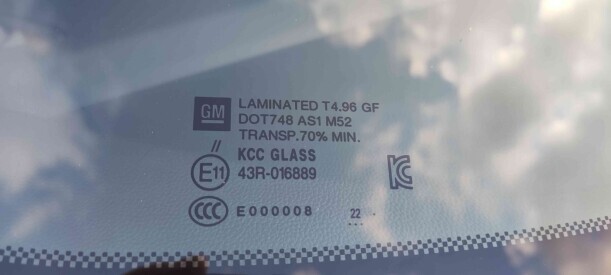 GM
LAMINATED T4.96 GF
DOT748 AS1 M52
TRANSP.70% MIN.
//
KCC GLASS
E11
43R-016889
CCC
E000008
22